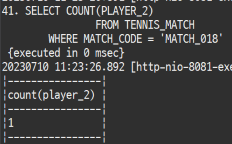 41. SELECT COUNT(PLAYER_2)
FROM TENNIS_MATCH
WHERE MATCH_CODE = 'MATCH_018'
{executed in 0 msec}
20230710 11:23:26.892 [http-nio-8081-exe
|----------------|
|count(player_2) |
|----------------|
|1 |
|----------------|